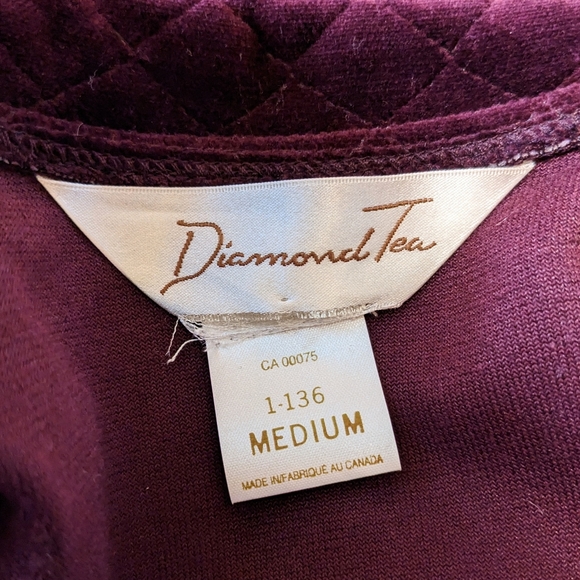 Diamond Tea
CA 00075
1-136
MEDIUM
MADE IN/FABRIQUÉ AU CANADA